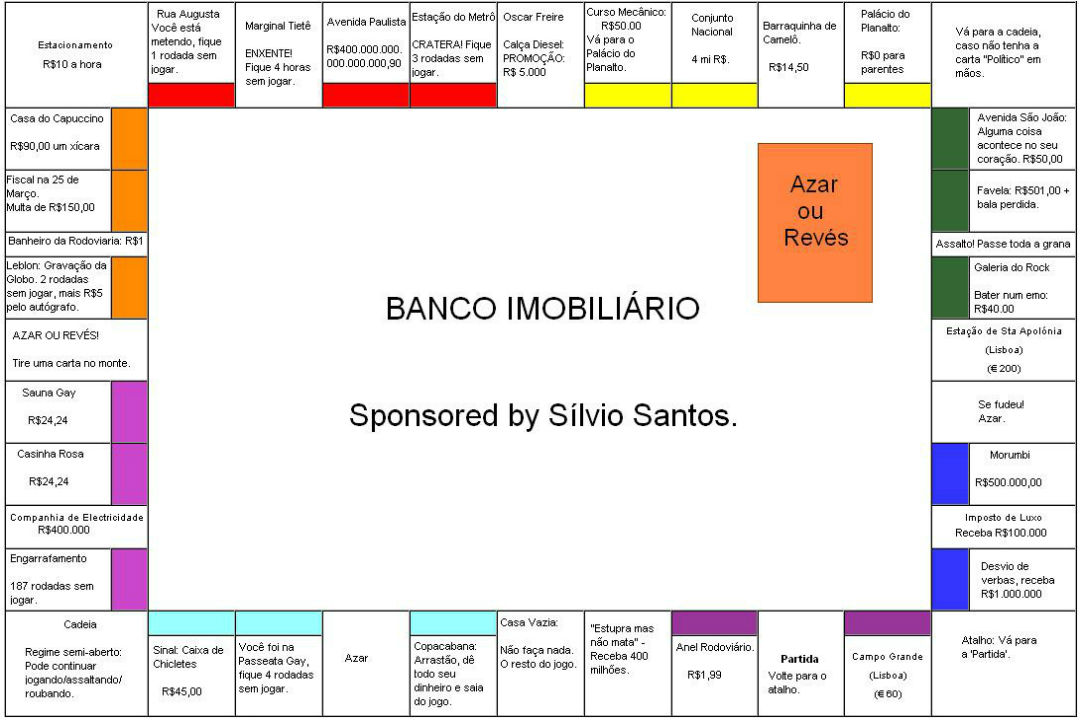 Estacionamento
R$10 a hora
Rua Augusta
Você está
metendo, fique
1 rodada sem
jogar.
Marginal Tietê
ENXENTE!
Fique 4 horas
sem jogar.
Avenida Paulista
R$400.000.000.
000.000.000,90
Estação do Metrô
CRATERA! Fique
3 rodadas sem
jogar.
Oscar Freire
Calça Diesel:
PROMOÇÃO:
R$ 5.000
Curso Mecânico:
R$50.00
Vá para o
Palácio do
Planalto.
Conjunto
Nacional
4 mi R$.
Barraquinha de
Camelô.
R$14,50
Palácio do
Planalto:
R$0 para
parentes
Vá para a cadeia,
caso não tenha a
carta "Político" em
mãos.
Casa do Capuccino
R$90,00 um xícara
Fiscal na 25 de
Março.
Multa de R$150,00
Banheiro da Rodoviaria: R$1
Leblon: Gravação da
Globo. 2 rodadas
sem jogar, mais R$5
pelo autógrafo.
AZAR OU REVÉS!
Tire uma carta no monte.
Sauna Gay
R$24,24
Casinha Rosa
R$24,24
Companhia de Electricidade
R$400.000
Engarrafamento
187 rodadas sem
jogar.
Azar
ou
Revés
BANCO IMOBILIÁRIO
Sponsored by Sílvio Santos.
Avenida São João:
Alguma coisa
acontece no seu
coração. R$50,00
Favela: R$501,00 +
bala perdida.
Assalto! Passe toda a grana
Galeria do Rock
Bater num emo:
R$40.00
Estação de Sta Apolónia
(Lisboa)
(€ 200)
Se fudeu!
Azar.
Morumbi
R$500.000,00
Imposto de Luxo
Receba R$100.000
Desvio de
verbas, receba
R$1.000.000
Cadeia
Regime semi-aberto:
Pode continuar
jogando/assaltando/
roubando.
Sinal: Caixa de
Chicletes
R$45,00
Você foi na
Passeata Gay,
fique 4 rodadas
sem jogar.
Azar
Copacabana:
Arrastão, dê
todo seu
dinheiro e saia
do jogo.
Casa Vazia:
Não faça nada.
O resto do jogo.
"Estupra mas
não mata" -
Receba 400
milhões.
Anel Rodoviário.
R$1,99
Partida
Volte para o
atalho.
Campo Grande
(Lisboa)
(€ 60)
Atalho: Vá para
a 'Partida'.